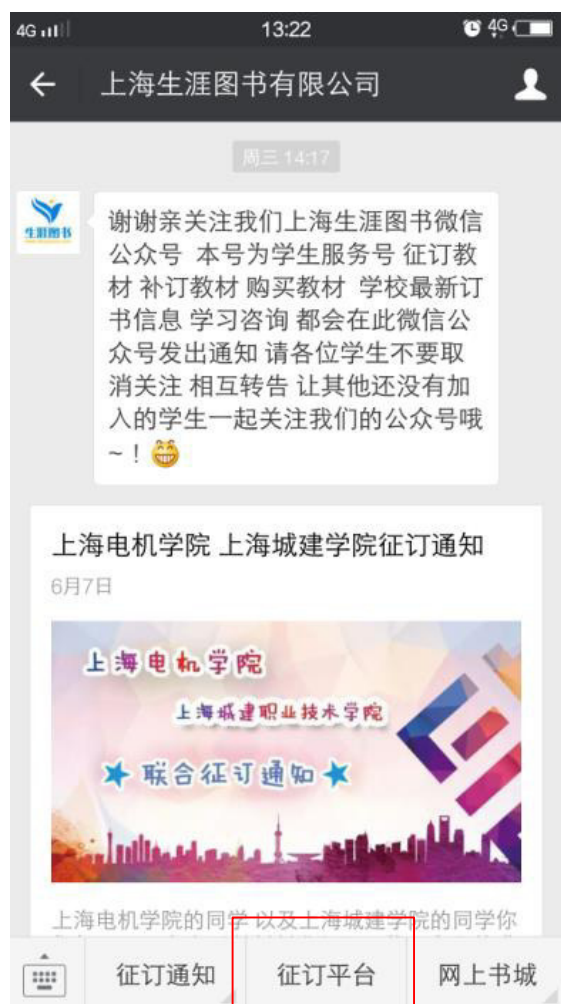 4G 13:22 4G
上海生涯图书有限公司
周三 14:17
生涯图书
谢谢亲关注我们上海生涯图书微信
公众号 本号为学生服务号 征订教
材 补订教材 购买教材 学校最新订
书信息 学习咨询 都会在此微信公
众号发出通知 请各位学生不要取
消关注 相互转告 让其他还没有加
入的学生一起关注我们的公众号哦
~！
上海电机学院 上海城建学院征订通知
6月7日
上海电机学院
上海城建职业技术学院
联合征订通知
上海电机学院的同学 以及上海城建学院的同学你
征订通知 征订平台 网上书城